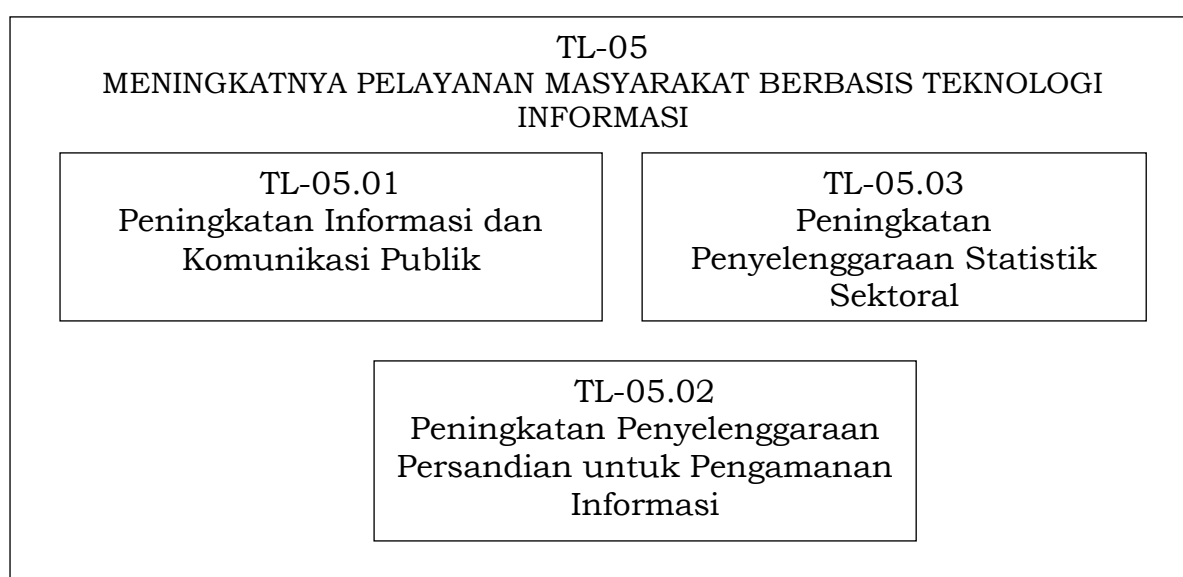 TL-05
MENINGKATNYA PELAYANAN MASYARAKAT BERBASIS TEKNOLOGI
INFORMASI
TL-05.01
Peningkatan Informasi dan
Komunikasi Publik
TL-05.03
Peningkatan
Penyelenggaraan Statistik
Sektoral
TL-05.02
Peningkatan Penyelenggaraan
Persandian untuk Pengamanan
Informasi